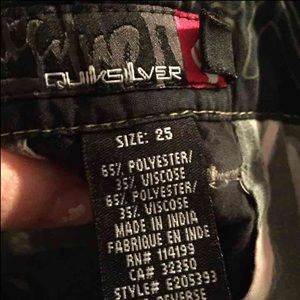 QUIKSILVER
SIZE: 25
65% POLYESTER/
35% VISCOSE
65% POLYESTER/
35% VISCOSE
MADE IN INDIA
FABRIQUE EN INDE
RN# 114199
CA# 32350
STYLE# E205393